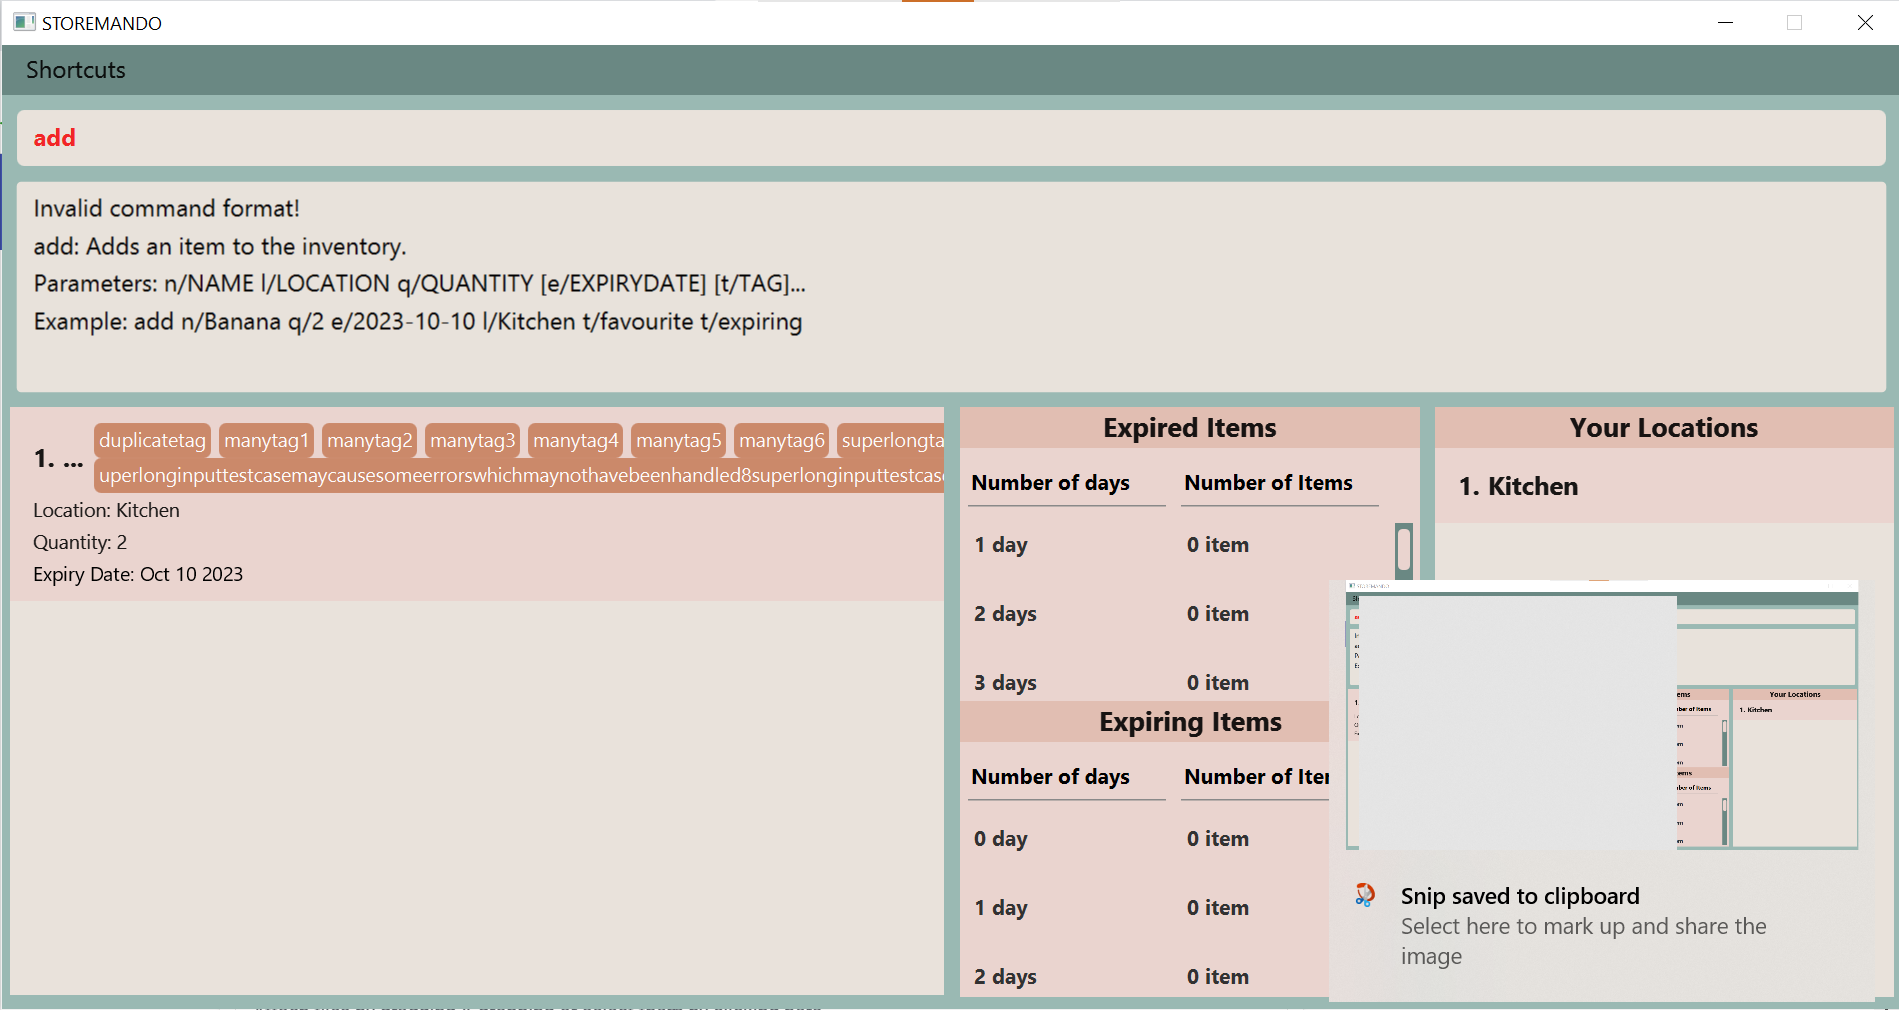 STOREMANDO
Shortcuts
add
Invalid command format!
add: Adds an item to the inventory.
Parameters: n/NAME l/LOCATION q/QUANTITY [e/EXPIRYDATE] [t/TAG]...
Example: add n/Banana q/2 e/2023-10-10 l/Kitchen t/favourite t/expiring
1. ... duplicatetag manytag1 manytag2 manytag3 manytag4 manytag5 manytag6 superlongta
uperlonginputtestcasemaycausesomeerrorswhichmaynothavebeenhandled8superlonginputtestcase
Location: Kitchen
Quantity: 2
Expiry Date: Oct 10 2023
Expired Items
Number of days Number of Items
1 day 0 item
2 days 0 item
3 days 0 item
Expiring Items
Number of days Number of Iter
0 day 0 item
1 day 0 item
2 days 0 item
Your Locations
1. Kitchen
Your Locations
1. Kitchen
Snip saved to clipboard
Select here to mark up and share the
image